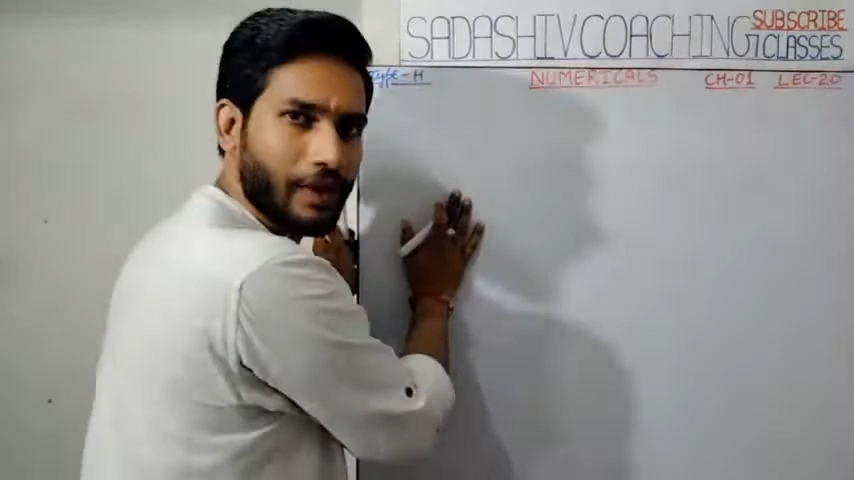 SADASHIV COACHING CLASSES
SUBSCRIBE
Type-H
NUMERICALS
CH-01
LEC-20